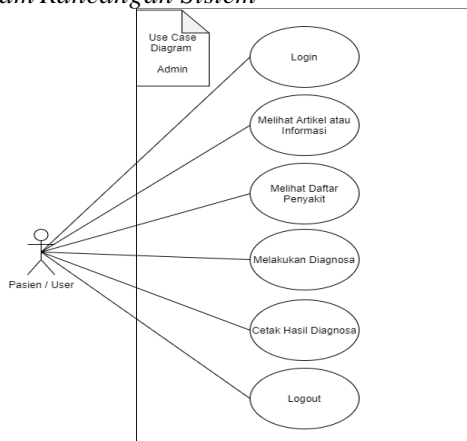 Rancangan Sistem
Use Case
Diagram
Admin
Login
Melihat Artikel atau
Informasi
Melihat Daftar
Penyakit
Pasien / User
Melakukan Diagnosa
Cetak Hasil Diagnosa
Logout